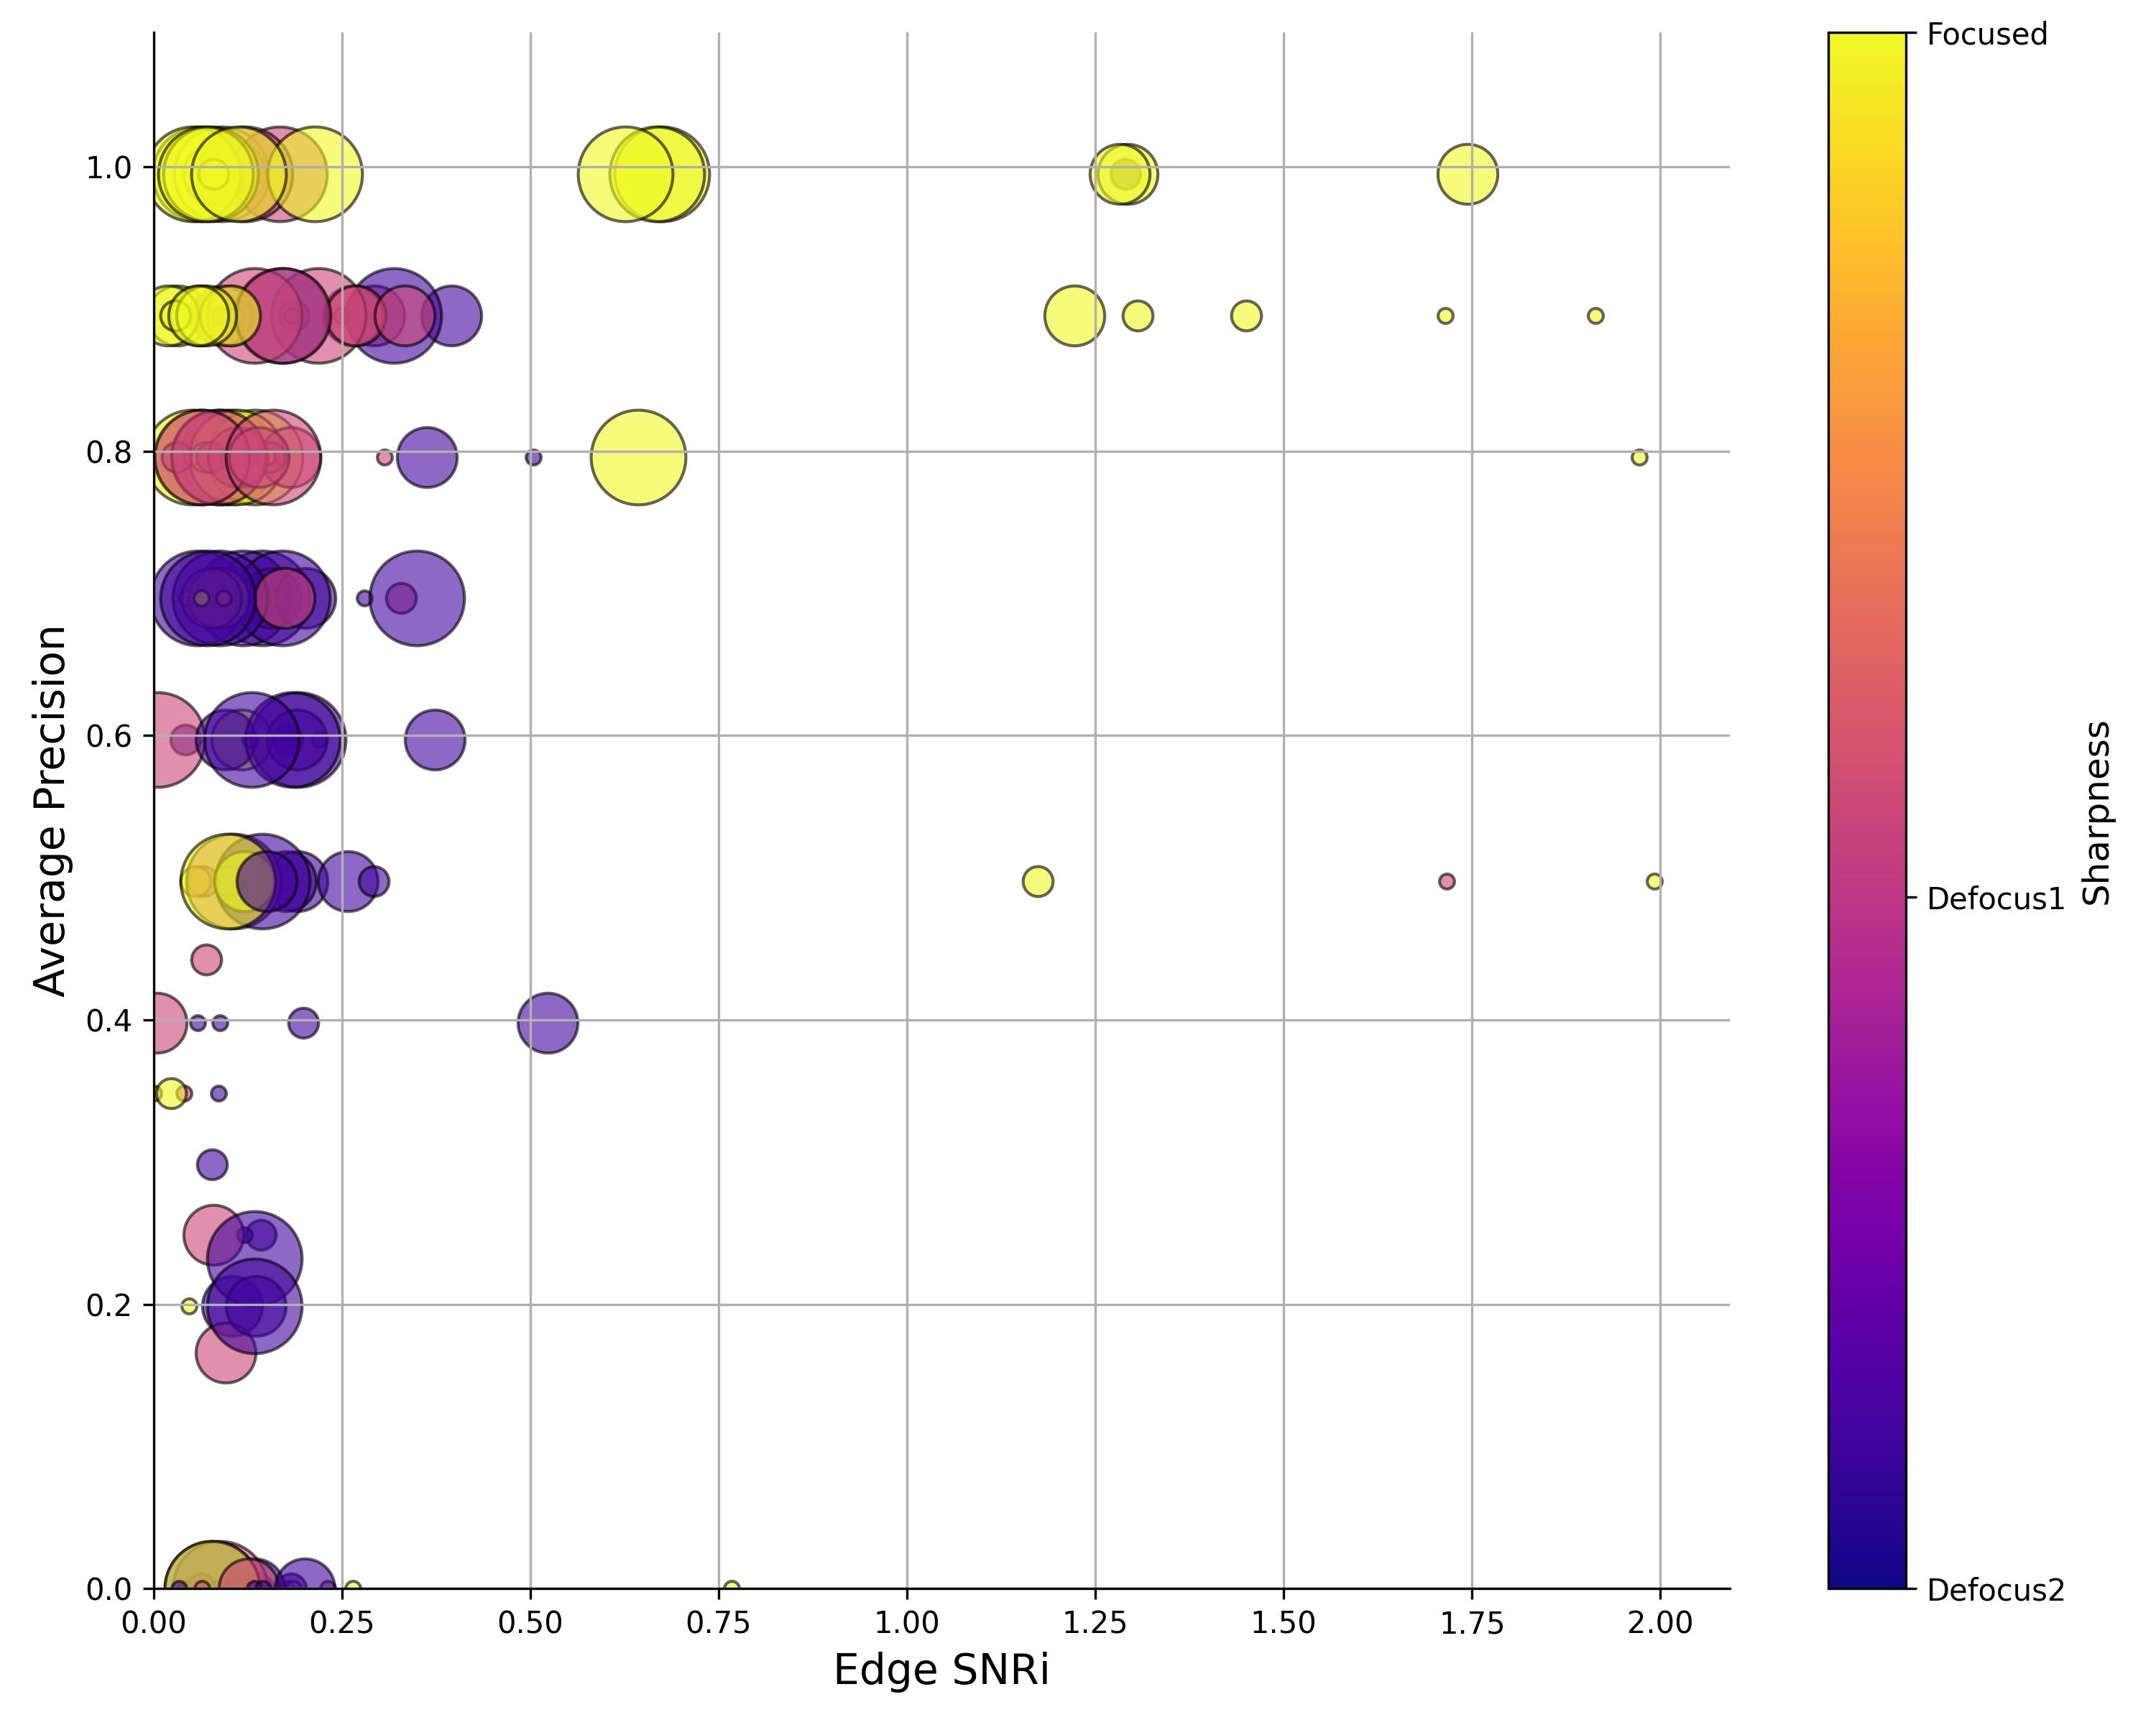 Average Precision
1.0
0.8
0.6
0.4
0.2
0.0
0.00 0.25 0.50 0.75 1.00 1.25 1.50 1.75 2.00
Edge SNRi
Focused
Defocus1
Defocus2
Sharpness